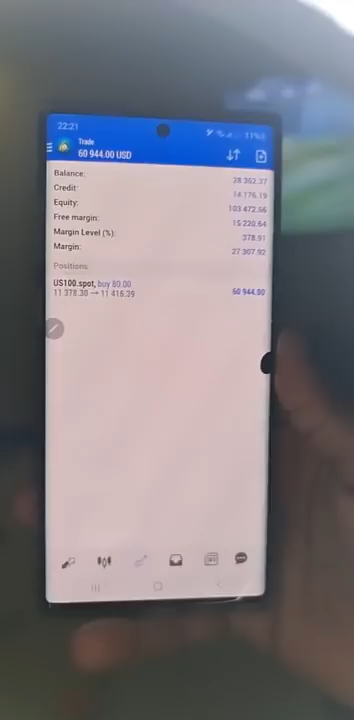 22:21
11%
Trade
60 944.00 USD
Balance: 28 352.37
Credit: 14 176.19
Equity: 103 472.56
Free margin: 15 220.64
Margin Level (%): 378.91
Margin: 27 307.92
Positions
US100.spot, buy 80.00
11 378.30 → 11 416.39 60 944.00